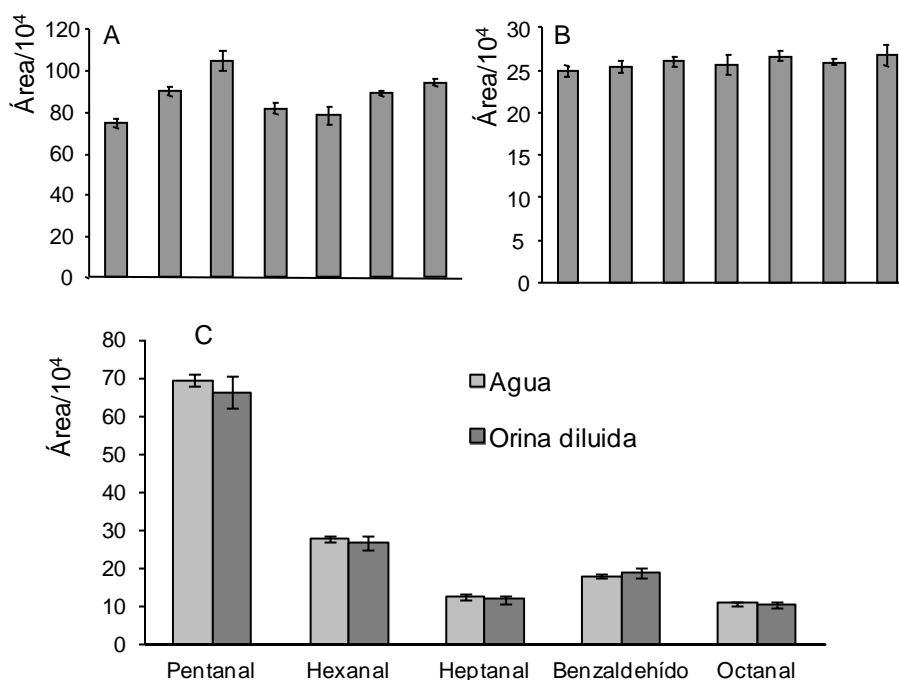 A
Área/10⁴
120
100
80
60
40
20
0
B
Área/10⁴
30
25
20
15
10
5
0
C
Área/10⁴
80
70
60
50
40
30
20
10
0
Agua
Orina diluida
Pentanal Hexanal Heptanal Benzaldehído Octanal